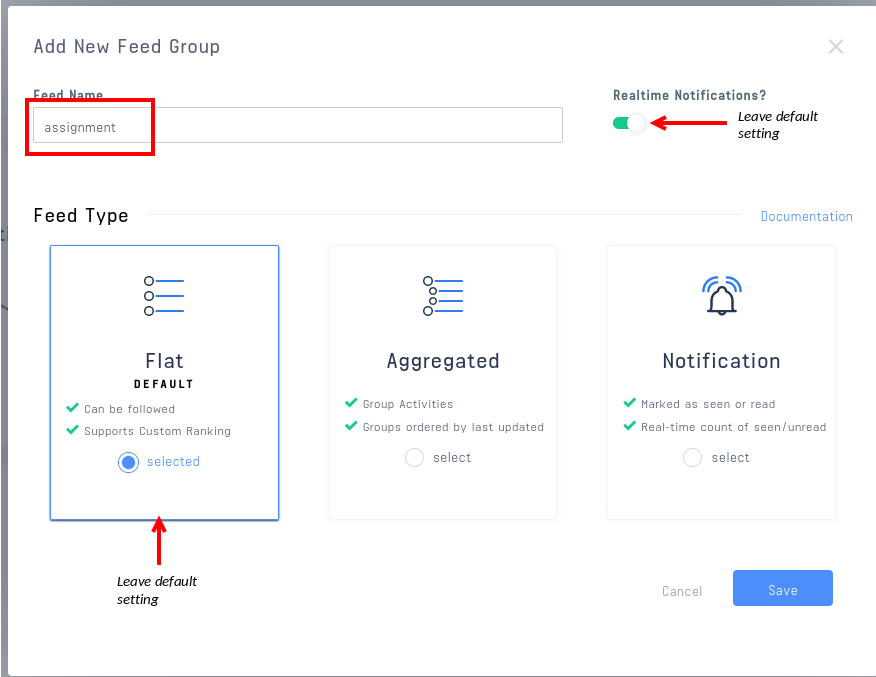 Add New Feed Group
Feed Name
Realtime Notifications?
assignment
Leave default
setting
Feed Type
Documentation
Flat
DEFAULT
Can be followed
Supports Custom Ranking
selected
Aggregated
Group Activities
Groups ordered by last updated
select
Notification
Marked as seen or read
Real-time count of seen/unread
select
Leave default
setting
Cancel
Save